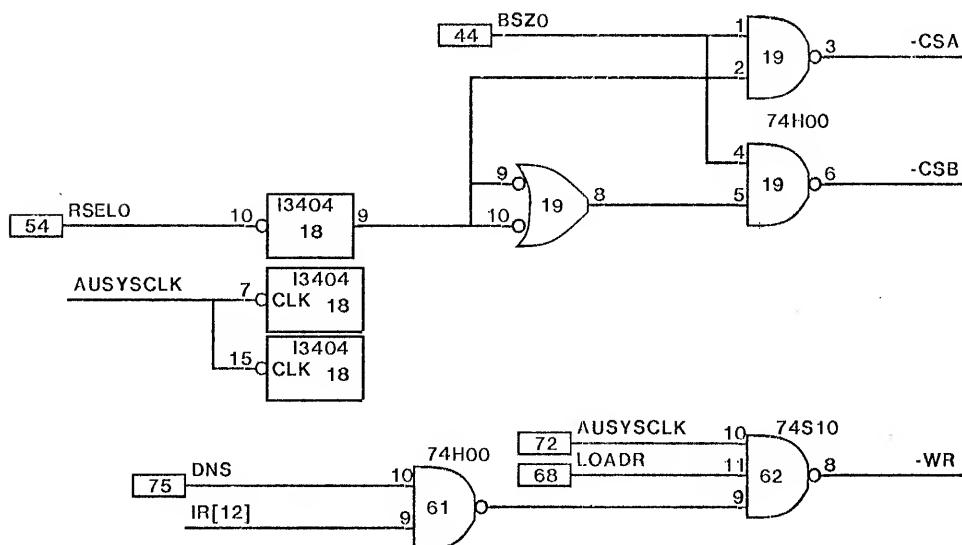 BSZ0
44
1
19
3
-CSA
2
74H00
4
19
6
-CSB
5
9
10
19
8
RSEL0
54
10
I3404
18
9
AUSYSCLK
7
I3404
CLK 18
15
I3404
CLK 18
AUSYSCLK
72
10
74S10
LOADR
68
11
62
8
-WR
9
74H00
DNS
75
10
61
IR[12]
9